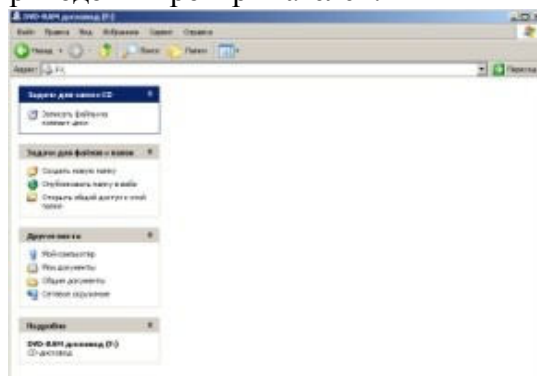 DVD-RAM дисковод (F:)
Файл Правка Вид Избранное Сервис Справка
Назад Поиск Папки
Адрес: F:\ Переход
Задачи для записи CD
Записать файлы на
компакт-диск
Задачи для файлов и папок
Создать новую папку
Опубликовать папку в вебе
Открыть общий доступ к этой
папке
Другие места
Мой компьютер
Мои документы
Общие документы
Сетевое окружение
Подробно
DVD-RAM дисковод (F:)
CD-дисковод